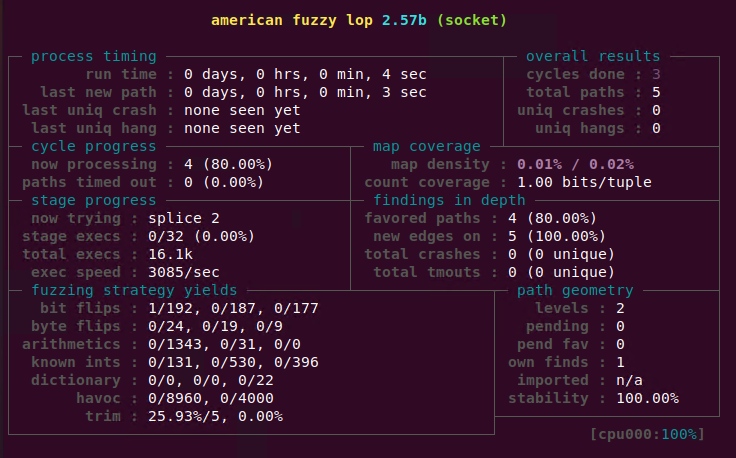 american fuzzy lop 2.57b (socket)
process timing overall results
run time : 0 days, 0 hrs, 0 min, 4 sec cycles done : 3
last new path : 0 days, 0 hrs, 0 min, 3 sec total paths : 5
last uniq crash : none seen yet uniq crashes : 0
last uniq hang : none seen yet uniq hangs : 0
cycle progress map coverage
now processing : 4 (80.00%) map density : 0.01% / 0.02%
paths timed out : 0 (0.00%) count coverage : 1.00 bits/tuple
stage progress findings in depth
now trying : splice 2 favored paths : 4 (80.00%)
stage execs : 0/32 (0.00%) new edges on : 5 (100.00%)
total execs : 16.1k total crashes : 0 (0 unique)
exec speed : 3085/sec total tmouts : 0 (0 unique)
fuzzing strategy yields path geometry
bit flips : 1/192, 0/187, 0/177 levels : 2
byte flips : 0/24, 0/19, 0/9 pending : 0
arithmetics : 0/1343, 0/31, 0/0 pend fav : 0
known ints : 0/131, 0/530, 0/396 own finds : 1
dictionary : 0/0, 0/0, 0/22 imported : n/a
havoc : 0/8960, 0/4000 stability : 100.00%
trim : 25.93%/5, 0.00%
[cpu000:100%]